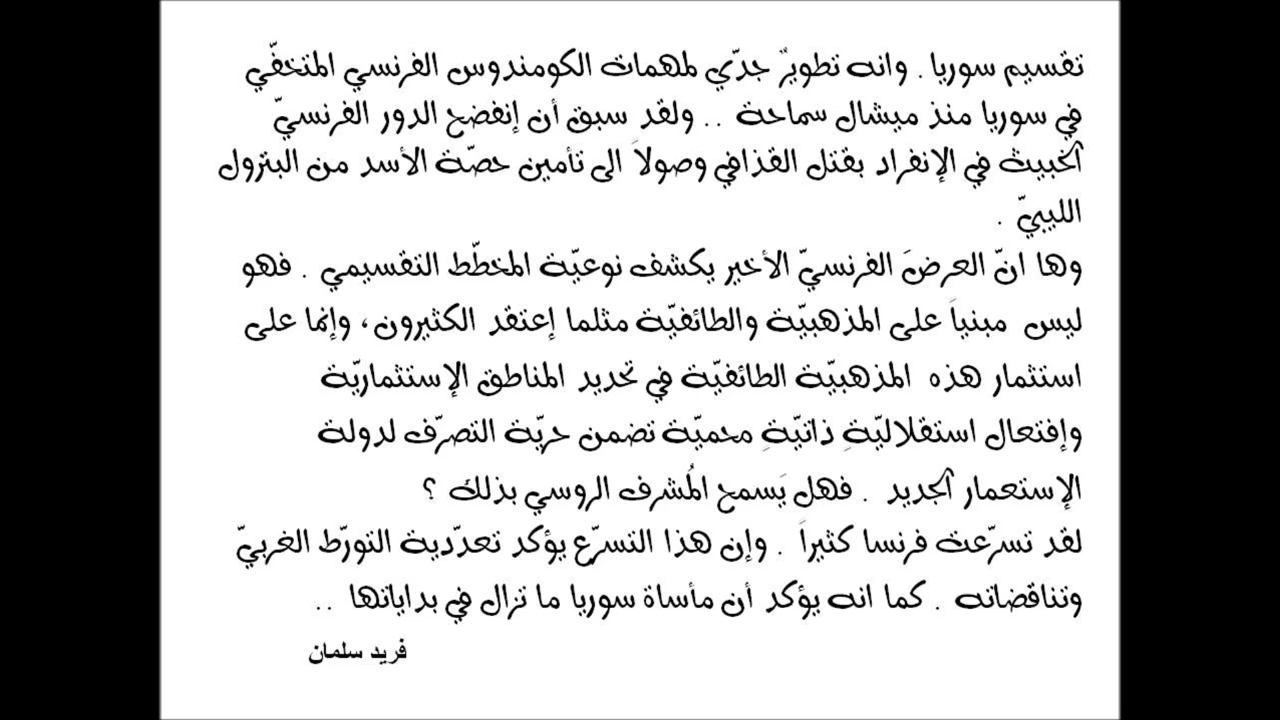 تقسيم سوريا . وانه تطويرٌ جدّي لمهمات الكومندوس الفرنسي المتخفّي
في سوريا منذ ميشال سماحة .. ولقد سبق أن إنفضح الدور الفرنسيّ
الخبيث في الإنفراد بقتل القذافي وصولاً الى تأمين حصّة الأسد من البترول
الليبيّ .
وها انّ العرضَ الفرنسيّ الأخير يكشف نوعيّة المخطّط التقسيمي . فهو
ليس مبنياً على المذهبيّة والطائفيّة مثلما إعتقد الكثيرون، وإنما على
استثمار هذه المذهبيّة الطائفيّة في تحديد المناطق الإستثماريّة
وإفتعال استقلاليّةِ ذاتيّةِ محميّة تضمن حريّة التصرّف لدولة
الإستعمار الجديد . فهل يَسمح المُشرف الروسي بذلك ؟
لقد تسرّعت فرنسا كثيراً . وإن هذا التسرّع يؤكد تعدّدية التورّط الغربيّ
وتناقضاته . كما انه يؤكد أن مأساة سوريا ما تزال في بداياتها ..
فريد سلمان